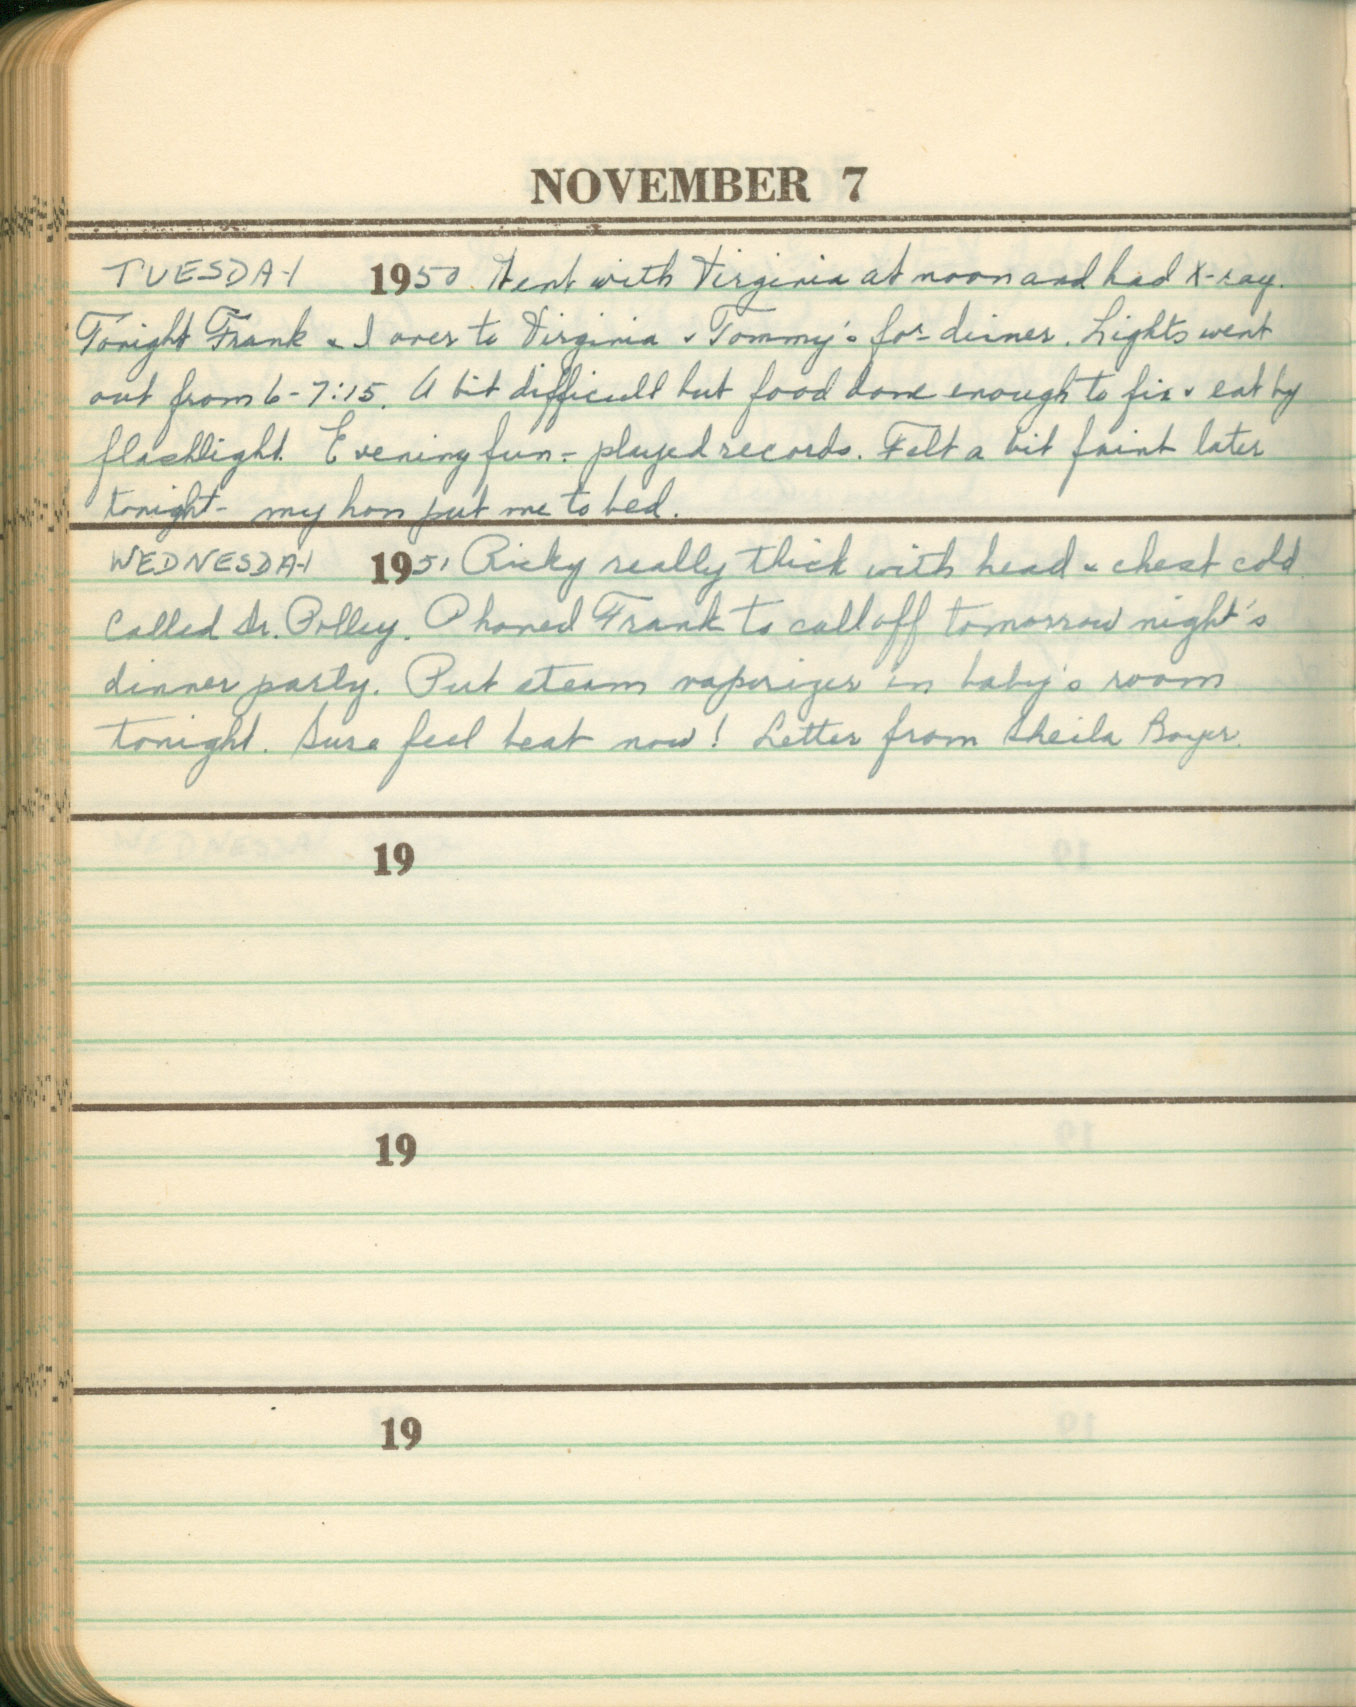 NOVEMBER 7
TUESDAY 1950 Went with Virginia at noon and had X-ray.
Tonight Frank & I over to Virginia & Tommy's for dinner. Lights went
out from 6-7:15. A bit difficult but food done enough to fix & eat by
flashlight. Evening fun - played records. Felt a bit faint later
tonight - my hon put me to bed.
WEDNESDAY 1951 Ricky really thick with head & chest cold
Called Dr. Polley. Phoned Frank to call off tomorrow night's
dinner party. Put steam vaporizer in baby's room
tonight. Sure feel beat now! Letter from Sheila Boyer.
19
19
19